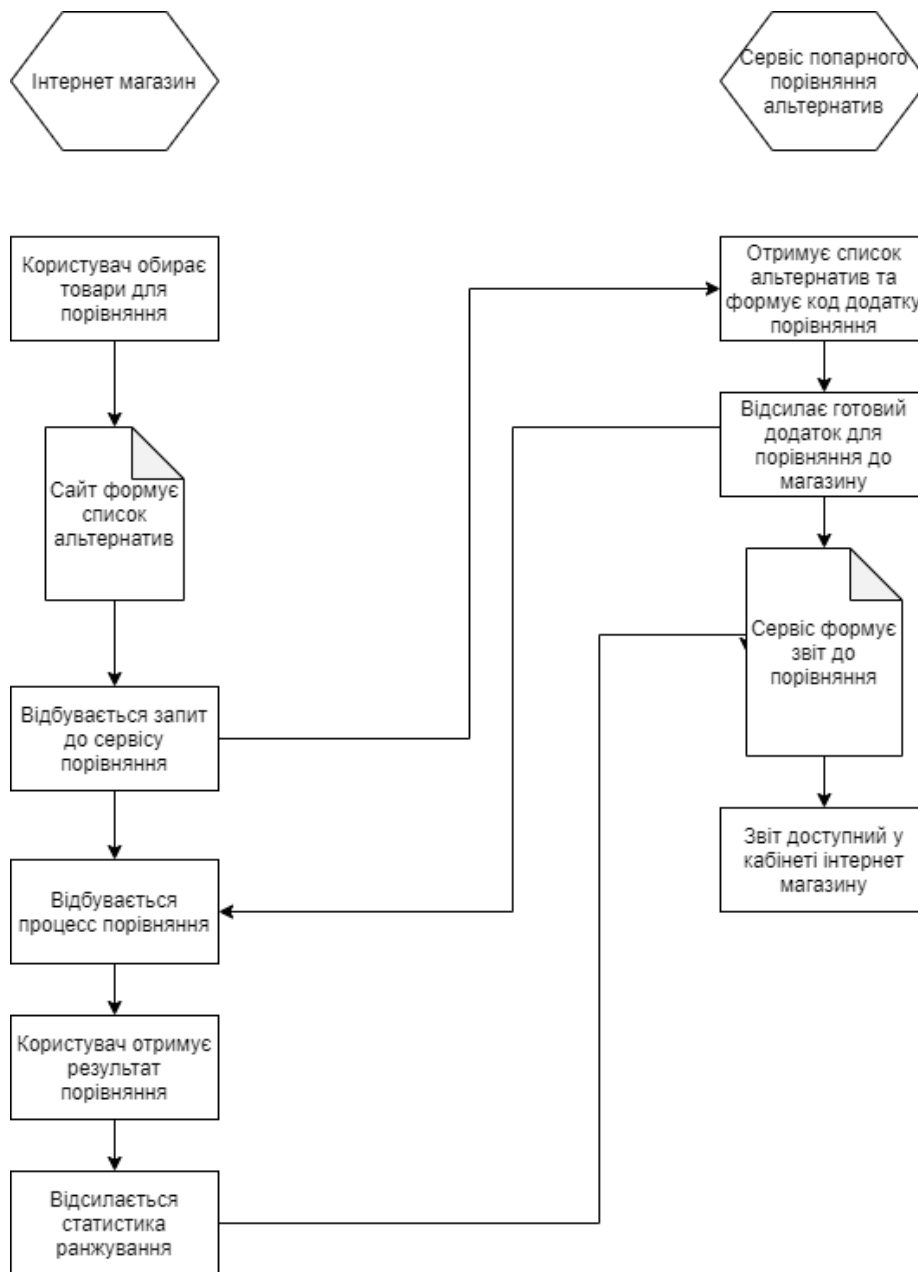 Інтернет магазин
Сервіс попарного
порівняння
альтернатив
Користувач обирає
товари для
порівняння
Сайт формує
список
альтернатив
Відбувається запит
до сервісу
порівняння
Відбувається
процесс порівняння
Користувач отримує
результат
порівняння
Відсилається
статистика
ранжування
Отримує список
альтернатив та
формує код додатку
порівняння
Відсилає готовий
додаток для
порівняння до
магазину
Сервіс формує
звіт до
порівняння
Звіт доступний у
кабінеті інтернет
магазину